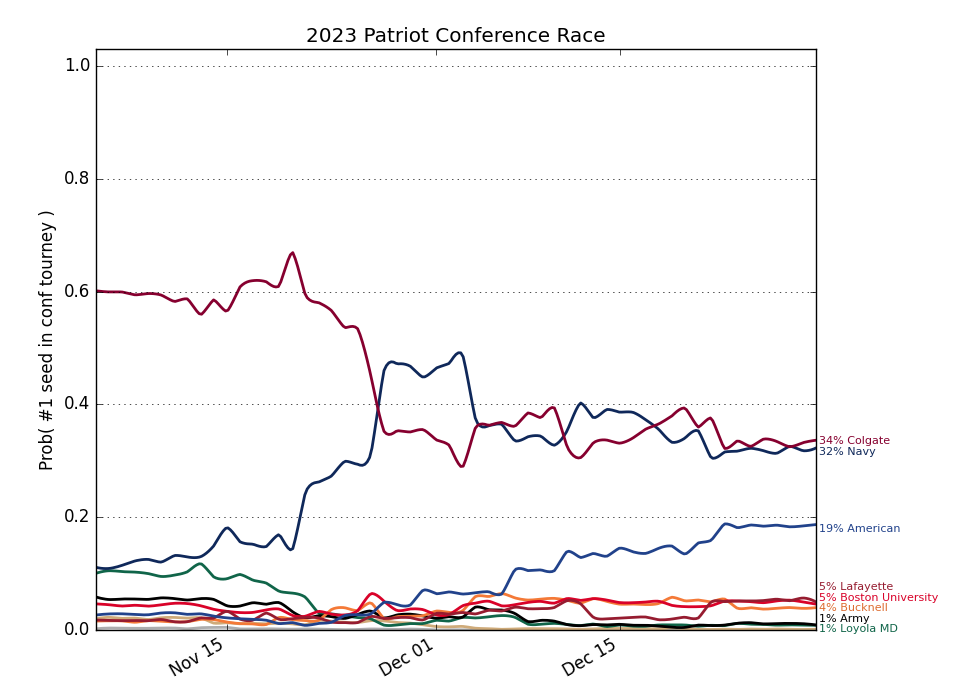 2023 Patriot Conference Race
Prob( #1 seed in conf tourney )
1.0
0.8
0.6
0.4
0.2
0.0
Nov 15
Dec 01
Dec 15
34% Colgate
32% Navy
19% American
5% Lafayette
5% Boston University
4% Bucknell
1% Army
1% Loyola MD